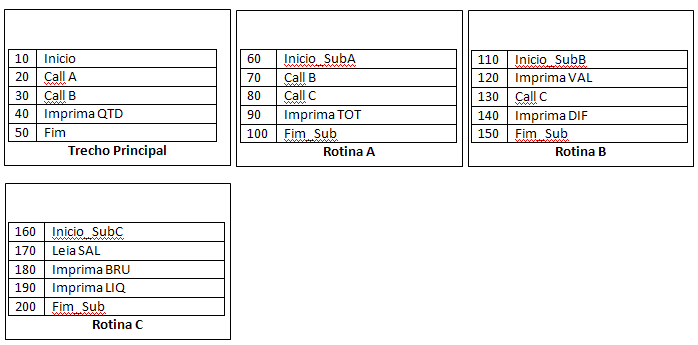 10 Inicio
20 Call A
30 Call B
40 Imprima QTD
50 Fim
Trecho Principal
60 Inicio_SubA
70 Call B
80 Call C
90 Imprima TOT
100 Fim_Sub
Rotina A
110 Inicio_SubB
120 Imprima VAL
130 Call C
140 Imprima DIF
150 Fim_Sub
Rotina B
160 Inicio_SubC
170 Leia SAL
180 Imprima BRU
190 Imprima LIQ
200 Fim_Sub
Rotina C